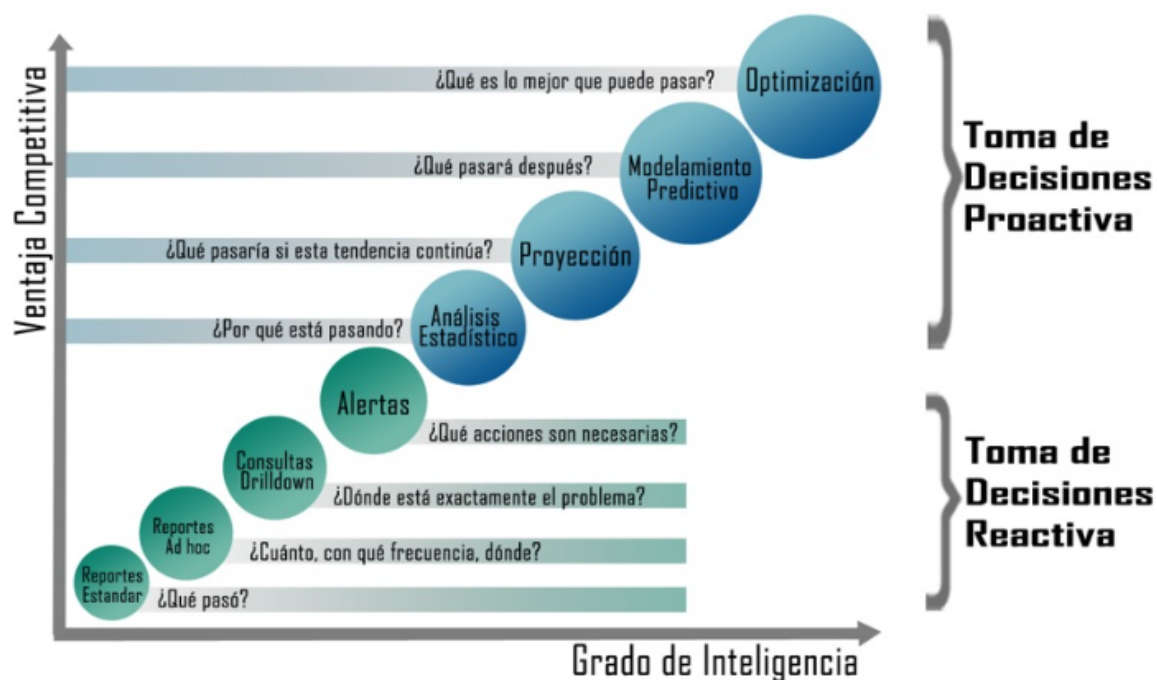 Ventaja Competitiva
¿Qué es lo mejor que puede pasar?
Optimización
¿Qué pasará después?
Modelamiento
Predictivo
¿Qué pasaría si esta tendencia continúa?
Proyección
¿Por qué está pasando?
Análisis
Estadístico
Toma de
Decisiones
Proactiva
Alertas
¿Qué acciones son necesarias?
Consultas
Drilldown
¿Dónde está exactamente el problema?
Reportes
Ad hoc
¿Cuánto, con qué frecuencia, dónde?
Reportes
Estandar
¿Qué pasó?
Toma de
Decisiones
Reactiva
Grado de Inteligencia